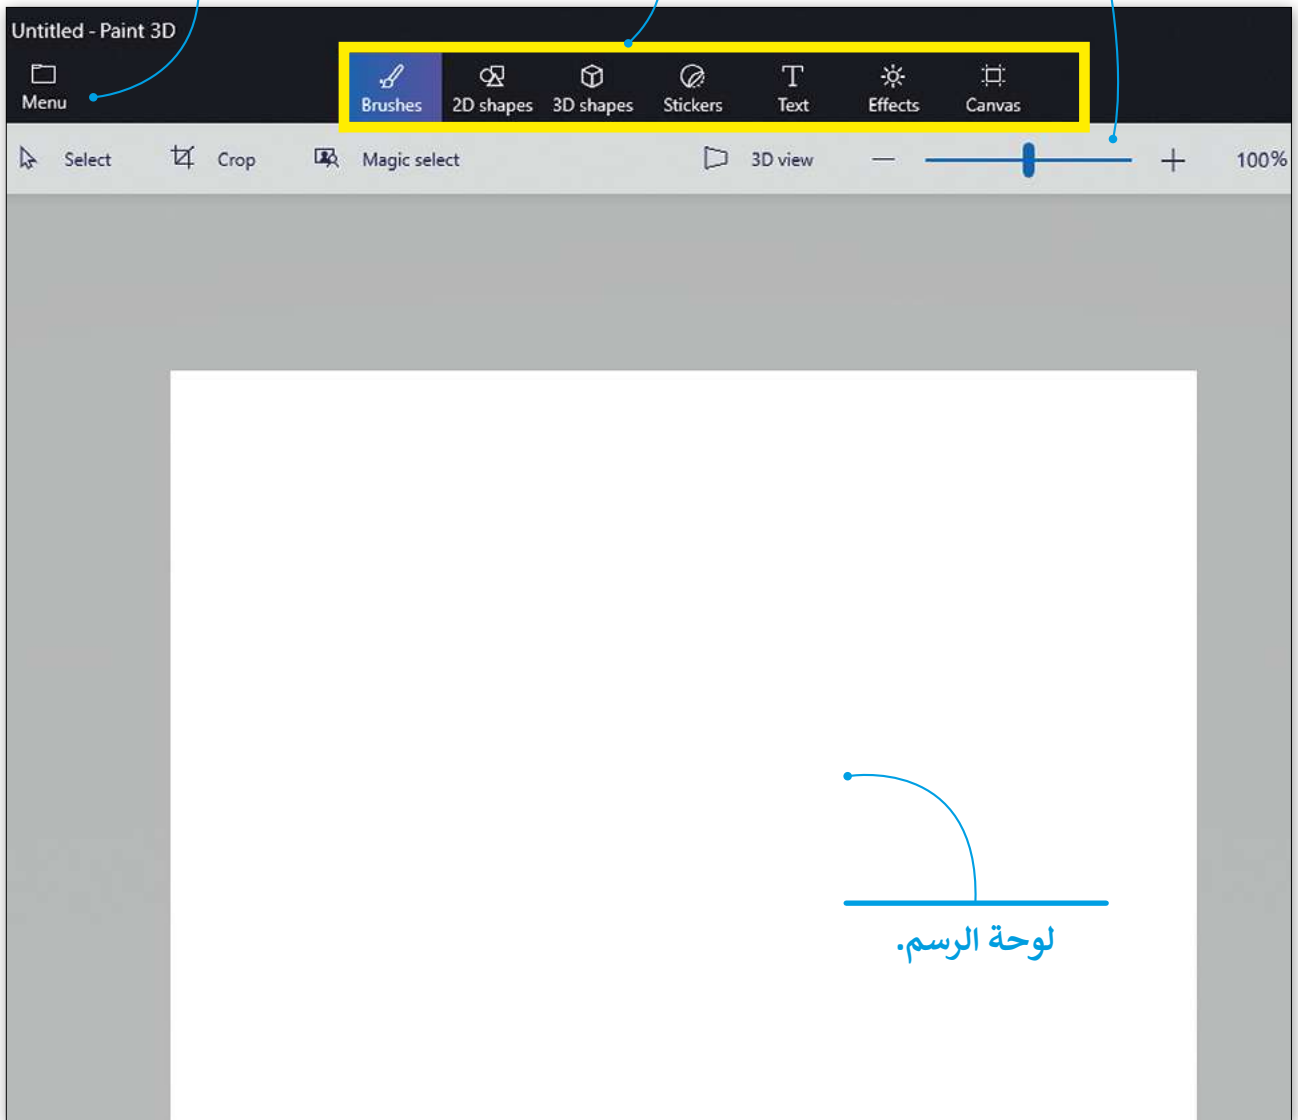 Untitled - Paint 3D
Menu
Brushes 2D shapes 3D shapes Stickers Text Effects Canvas
Select Crop Magic select 3D view 100%
لوحة الرسم.